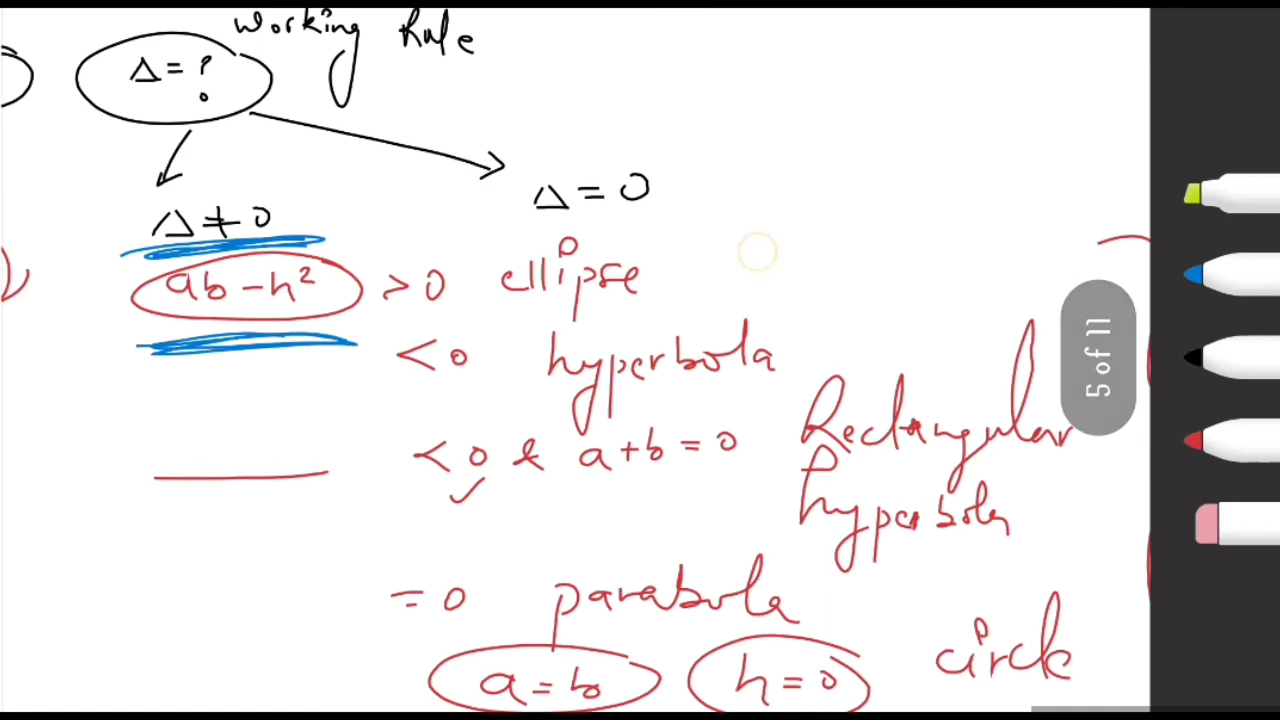 Working Rule
Δ = ?
Δ ≠ 0
Δ = 0
ab - h² > 0 ellipse
< 0 hyperbola
< 0 & a + b = 0 Rectangular hyperbola
= 0 parabola
a = b h = 0 circle
5 of 11